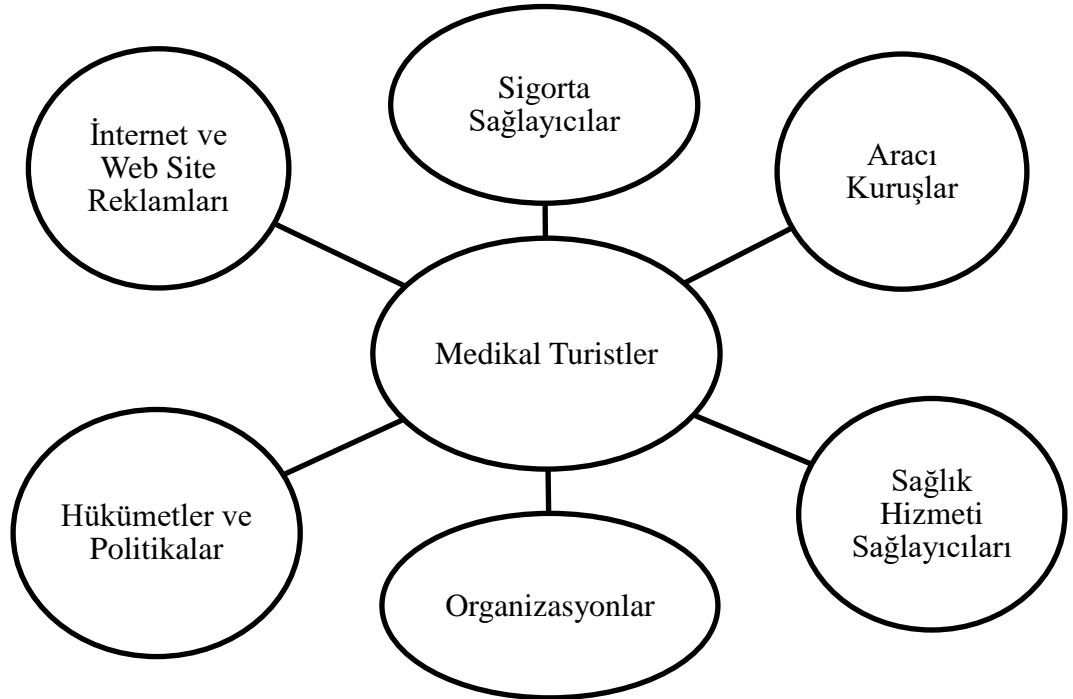 İnternet ve
Web Site
Reklamları
Sigorta
Sağlayıcılar
Aracı
Kuruşlar
Medikal Turistler
Hükümetler ve
Politikalar
Organizasyonlar
Sağlık
Hizmeti
Sağlayıcıları